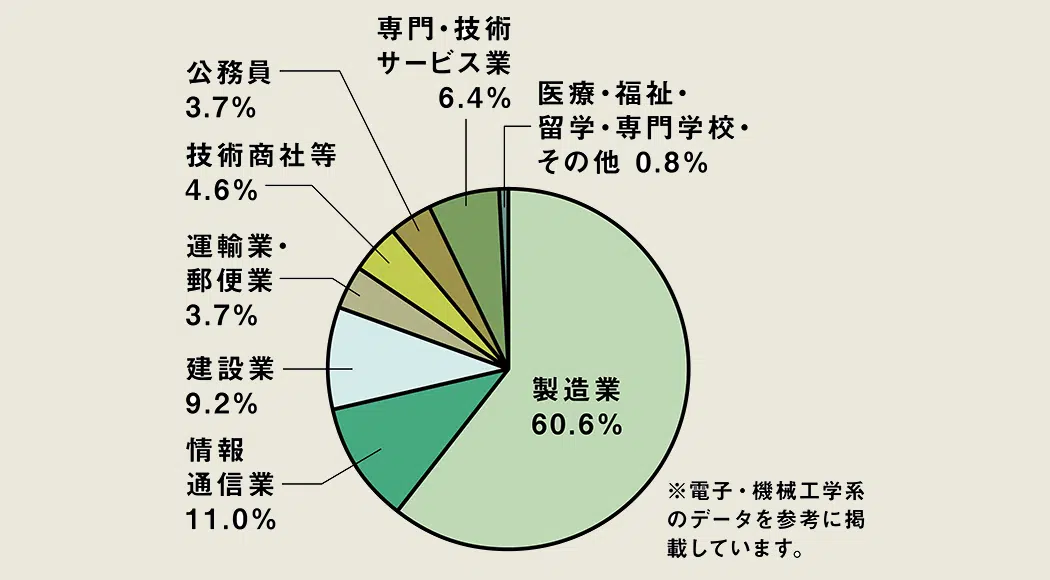 専門・技術
サービス業
6.4%
公務員
3.7%
医療・福祉・
留学・専門学校・
その他 0.8%
技術商社等
4.6%
運輸業・
郵便業
3.7%
建設業
9.2%
製造業
60.6%
情報
通信業
11.0%
※電子・機械工学系
のデータを参考に掲
載しています。